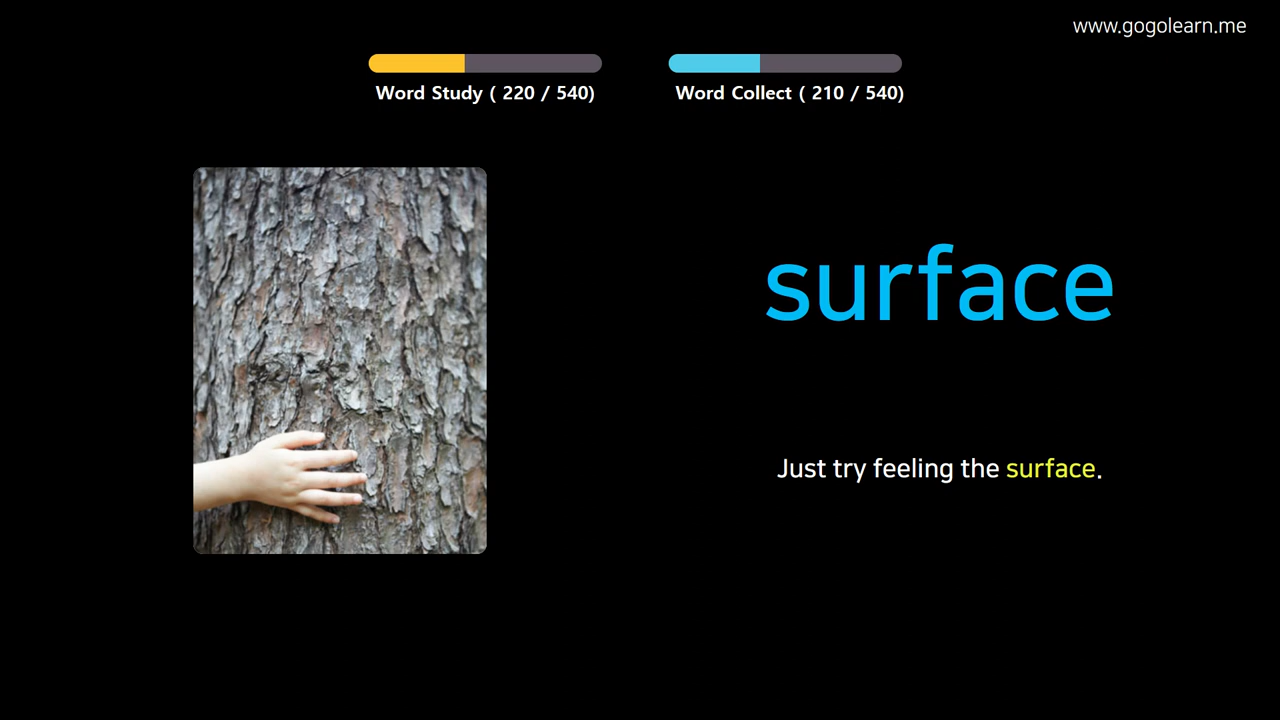 www.gogolearn.me
Word Study ( 220 / 540)
Word Collect ( 210 / 540)
surface
Just try feeling the surface.